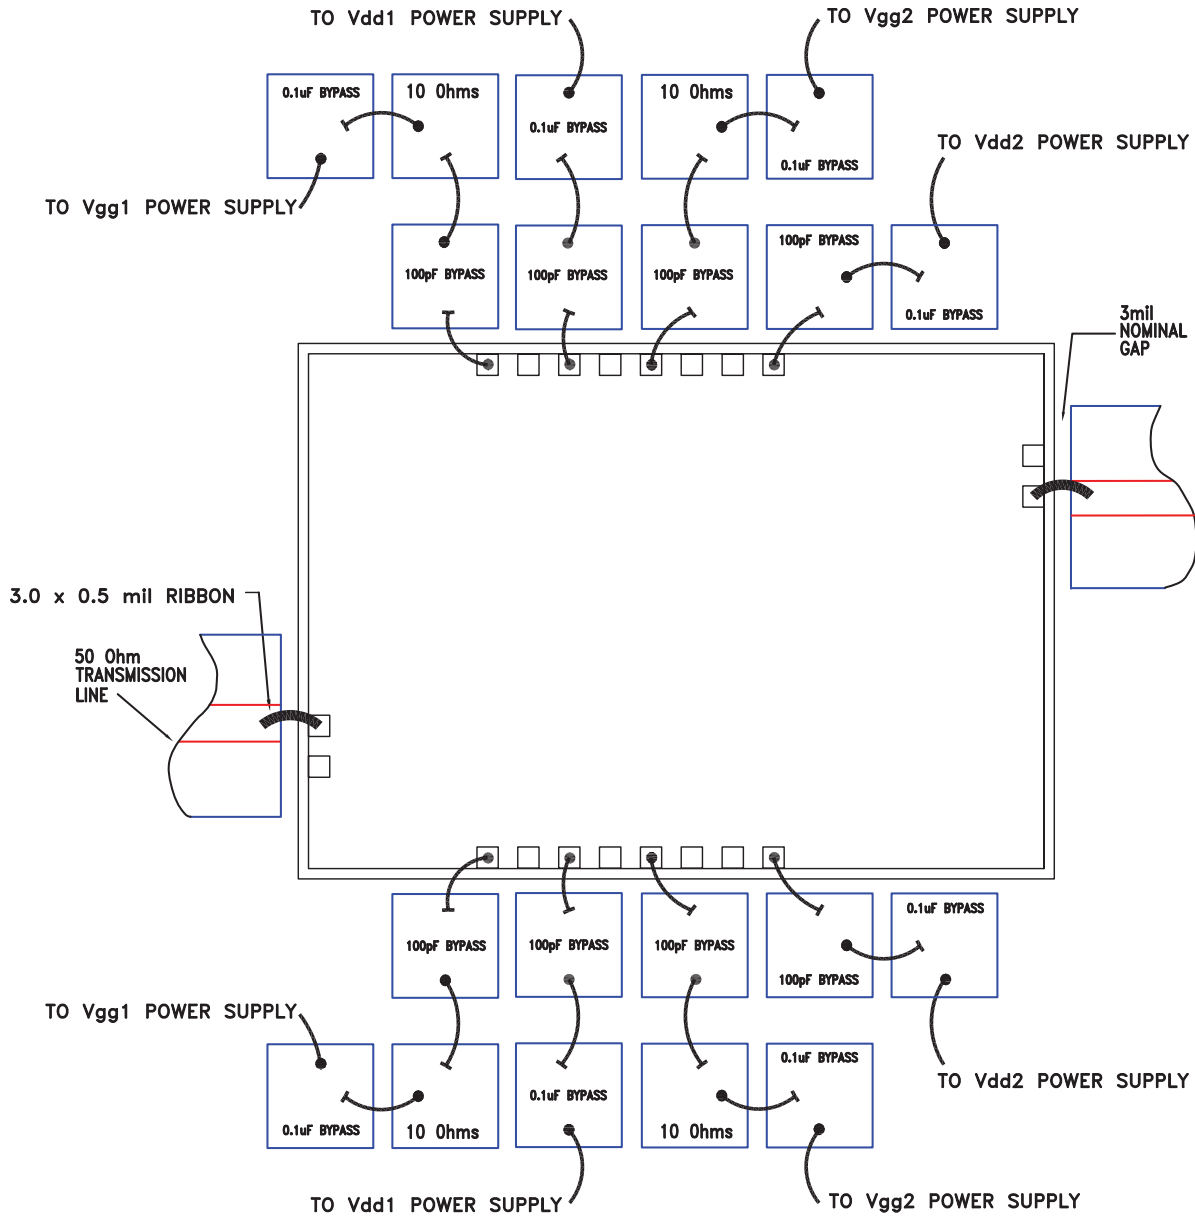 TO Vdd1 POWER SUPPLY
TO Vgg2 POWER SUPPLY
0.1uF BYPASS
10 Ohms
0.1uF BYPASS
10 Ohms
0.1uF BYPASS
TO Vdd2 POWER SUPPLY
TO Vgg1 POWER SUPPLY
100pF BYPASS
100pF BYPASS
100pF BYPASS
100pF BYPASS
0.1uF BYPASS
3mil
NOMINAL
GAP
3.0 x 0.5 mil RIBBON
50 Ohm
TRANSMISSION
LINE
100pF BYPASS
100pF BYPASS
100pF BYPASS
100pF BYPASS
0.1uF BYPASS
TO Vgg1 POWER SUPPLY
0.1uF BYPASS
10 Ohms
0.1uF BYPASS
10 Ohms
0.1uF BYPASS
TO Vdd2 POWER SUPPLY
TO Vdd1 POWER SUPPLY
TO Vgg2 POWER SUPPLY